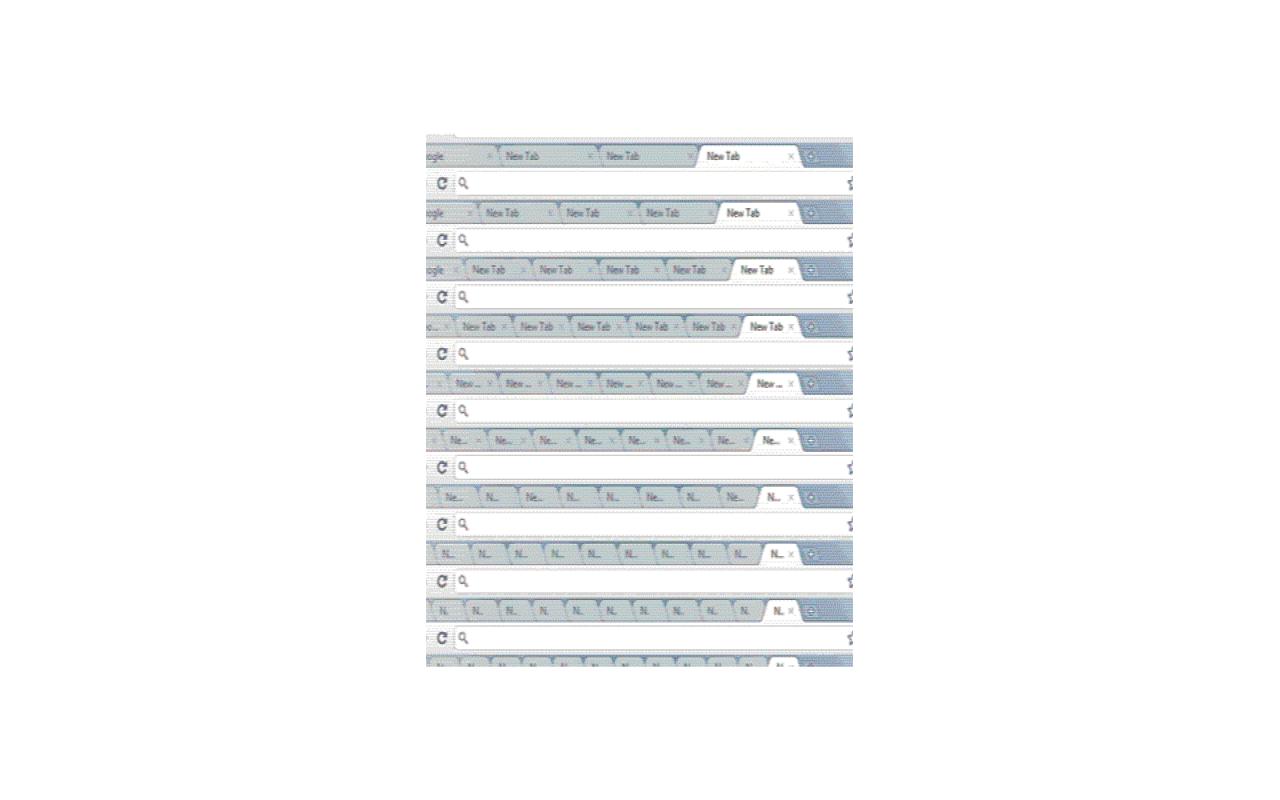 ogle New Tab New Tab New Tab
ogle New Tab New Tab New Tab New Tab
ogle New Tab New Tab New Tab New Tab New Tab
o... New Tab New Tab New Tab New Tab New Tab New Tab
New ... New ... New ... New ... New ... New ... New ...
Ne... Ne... Ne... Ne... Ne... Ne... Ne... Ne...
Ne... N... Ne... N... N... Ne... N... Ne... N...
N... N... N... N... N... N... N... N... N... N...
N. N.. N.. N. N.. N.. N. N.. N.. N. N..